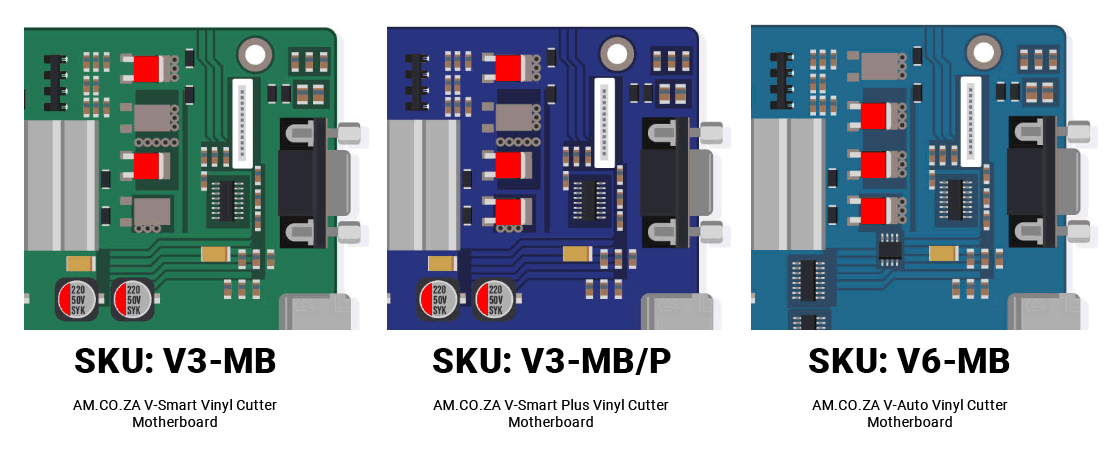 220
50V
SYK
220
50V
SYK
220
50V
SYK
220
50V
SYK
SKU: V3-MB
SKU: V3-MB/P
SKU: V6-MB
AM.CO.ZA V-Smart Vinyl Cutter
Motherboard
AM.CO.ZA V-Smart Plus Vinyl Cutter
Motherboard
AM.CO.ZA V-Auto Vinyl Cutter
Motherboard